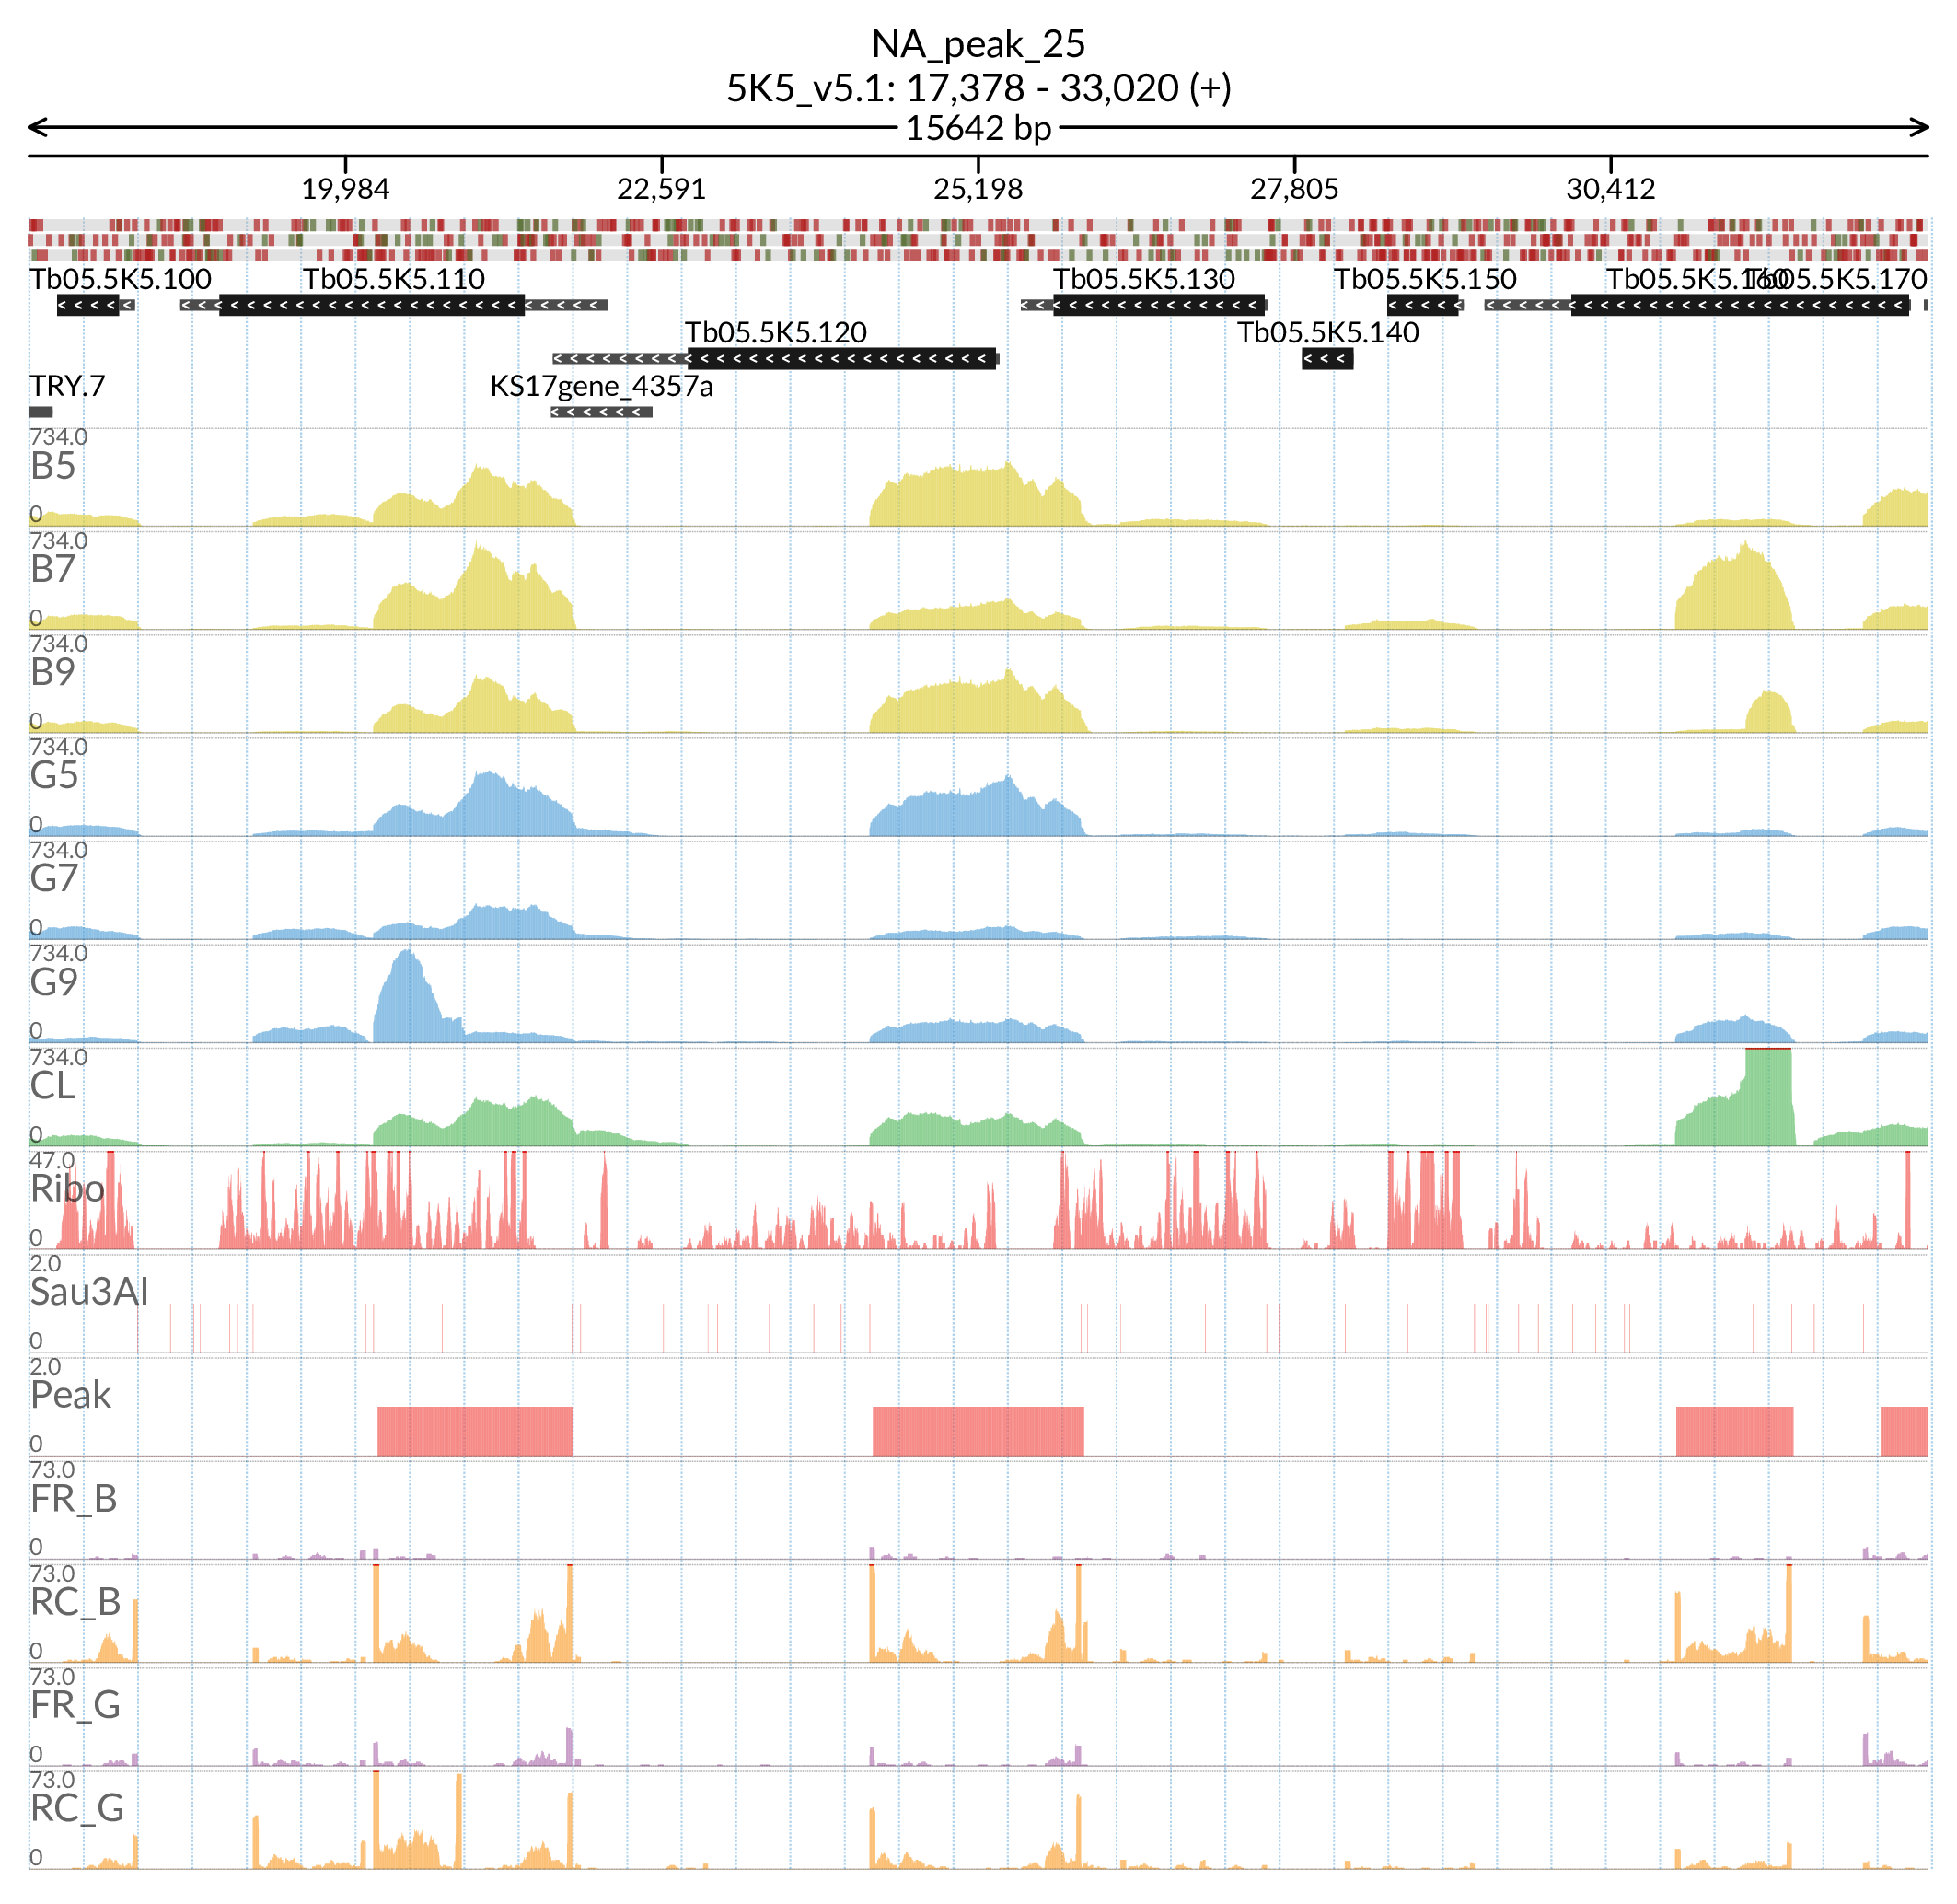 NA_peak_25
5K5_v5.1: 17,378 - 33,020 (+)
15642 bp
19,984 22,591 25,198 27,805 30,412
Tb05.5K5.100 Tb05.5K5.110 Tb05.5K5.130 Tb05.5K5.150 Tb05.5K5.160 Tb05.5K5.170
Tb05.5K5.120 Tb05.5K5.140
TRY.7 KS17gene_4357a
734.0
B5
0
734.0
B7
0
734.0
B9
0
734.0
G5
0
734.0
G7
0
734.0
G9
0
734.0
CL
0
47.0
Ribo
0
2.0
Sau3AI
0
2.0
Peak
0
73.0
FR_B
0
73.0
RC_B
0
73.0
FR_G
0
73.0
RC_G
0